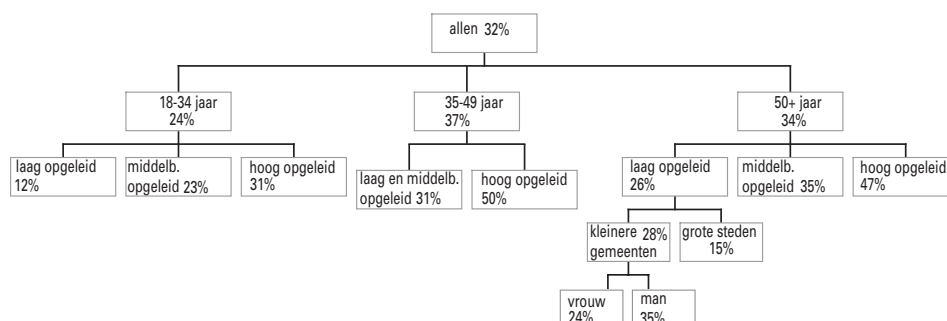 allen 32%
18-34 jaar
24%
35-49 jaar
37%
50+ jaar
34%
laag opgeleid
12%
middelb.
opgeleid 23%
hoog opgeleid
31%
laag en middelb.
opgeleid 31%
hoog opgeleid
50%
laag opgeleid
26%
middelb.
opgeleid 35%
hoog opgeleid
47%
kleinere 28%
gemeenten
grote steden
15%
vrouw
24%
man
35%